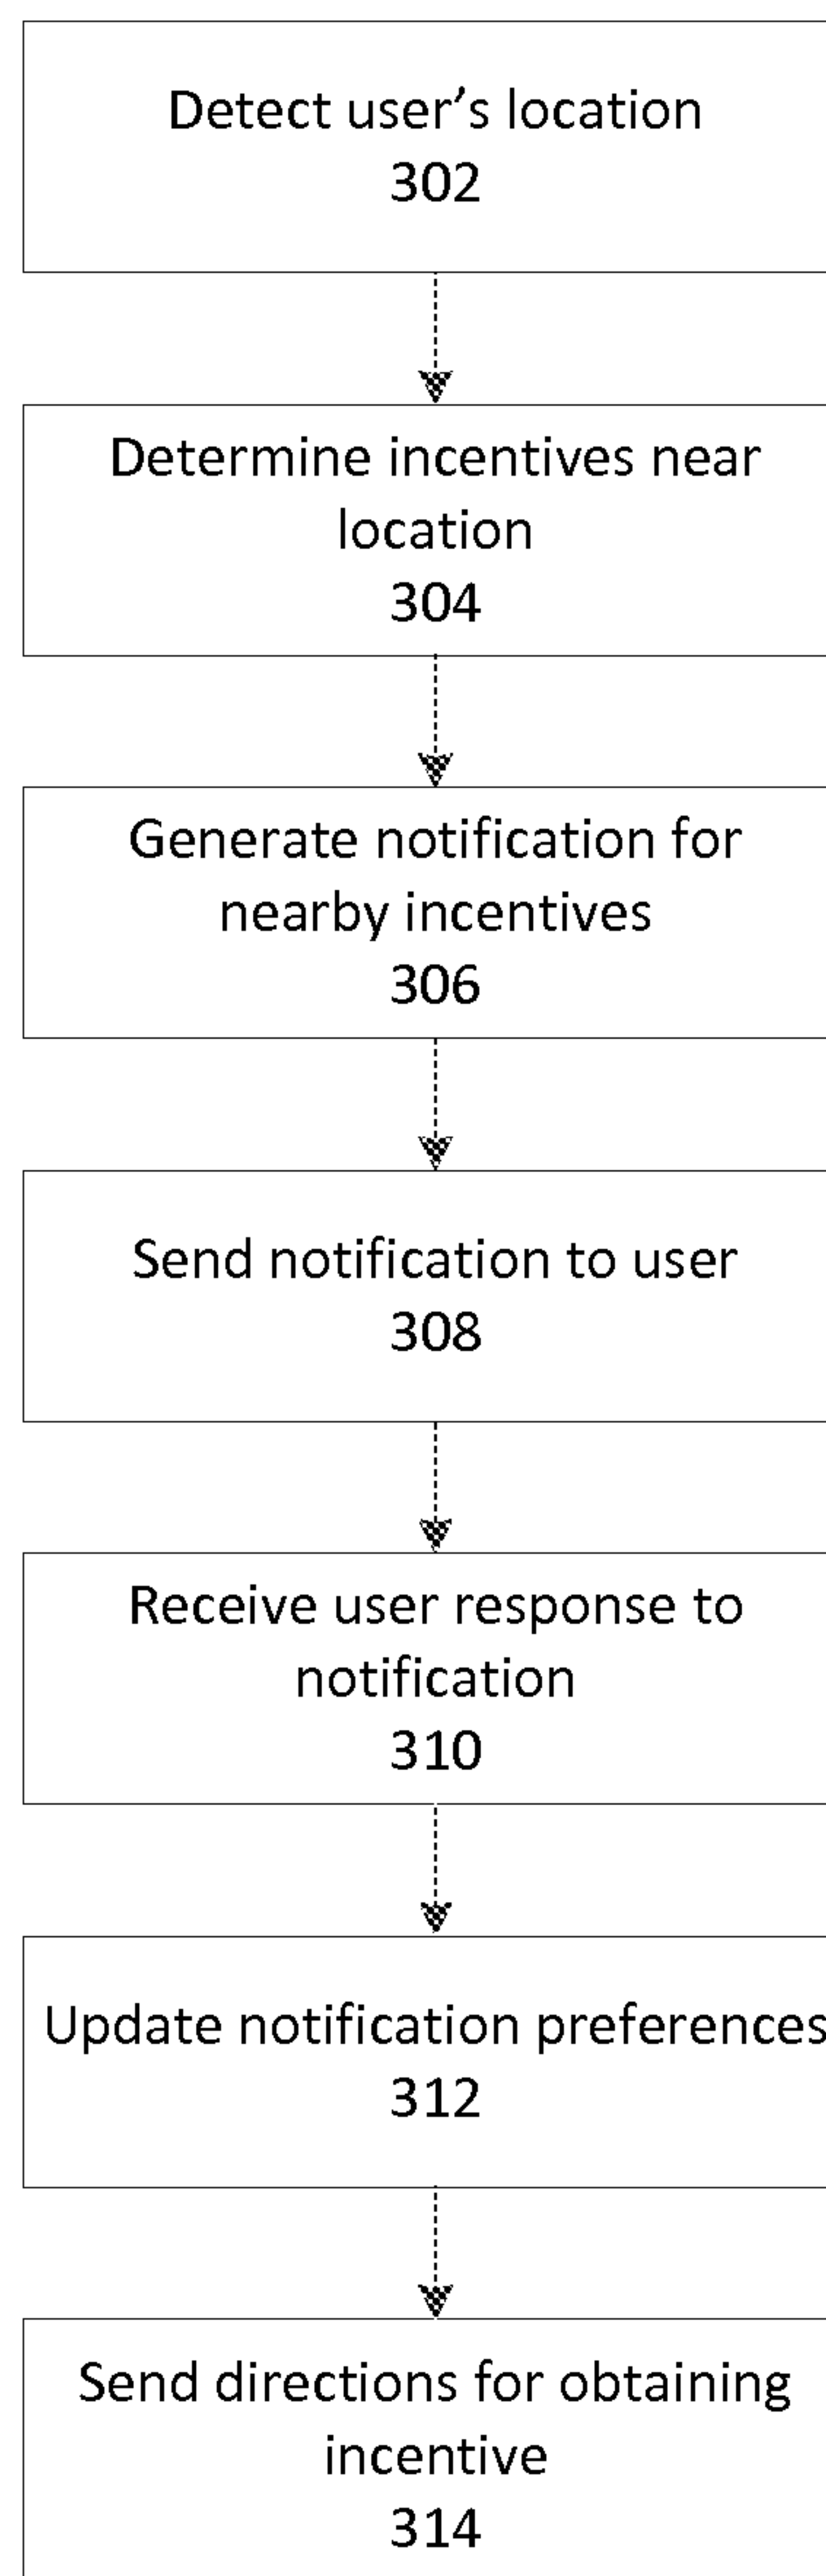 Detect user’s location
302
Determine incentives near
location
304
Generate notification for
nearby incentives
306
Send notification to user
308
Receive user response to
notification
310
Update notification preferences
312
Send directions for obtaining
incentive
314